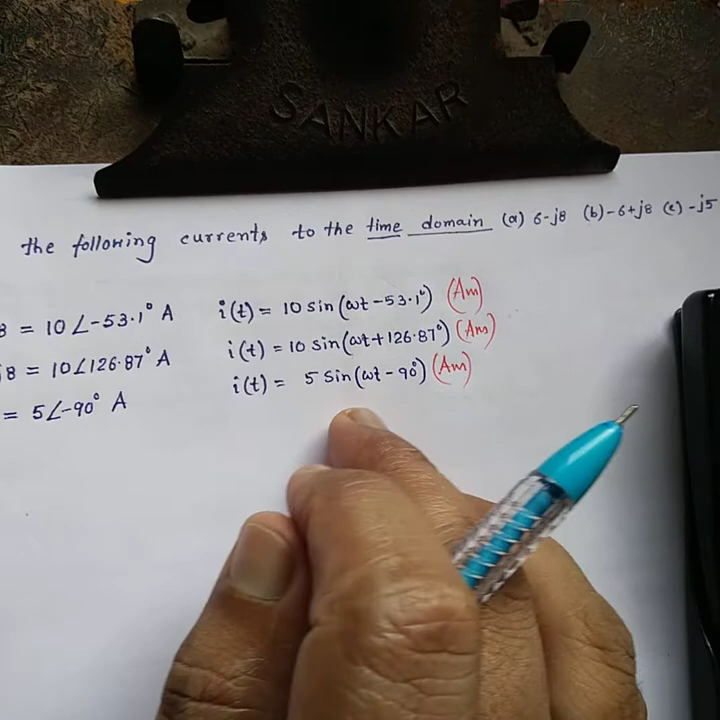 SANKAR
the following currents to the time domain (a) 6-j8 (b)-6+j8 (c) -j5
8 = 10∠-53.1° A i(t) = 10 sin(ωt-53.1°) (Am)
j8 = 10∠126.87° A i(t) = 10 sin(ωt+126.87°) (Am)
= 5∠-90° A i(t) = 5 sin(ωt-90°) (Am)